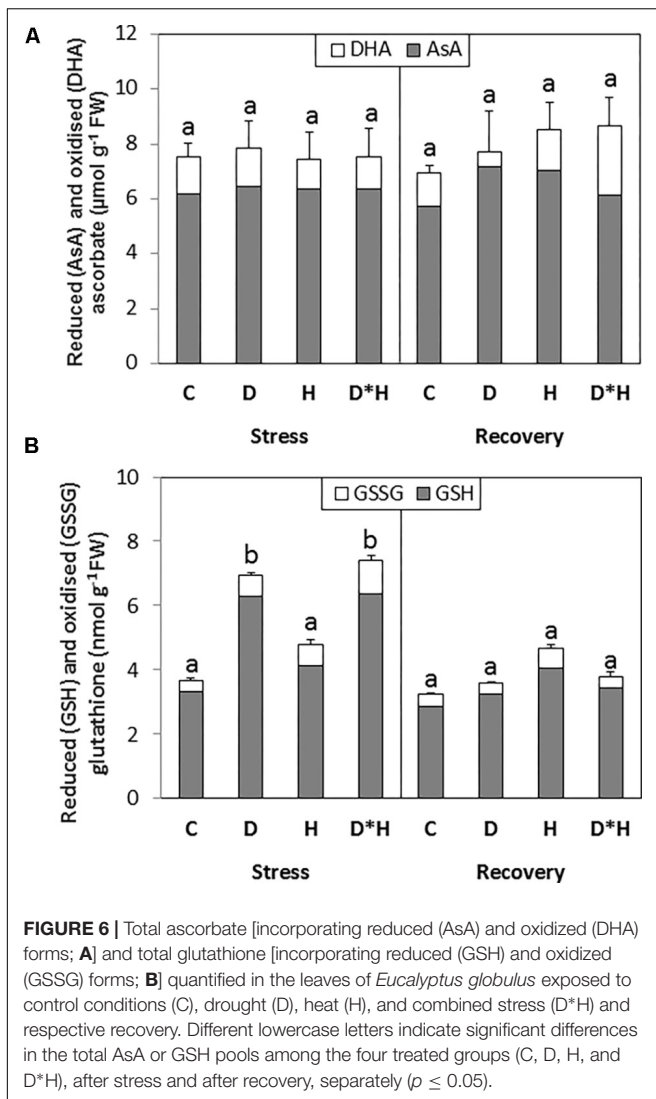 A
Reduced (AsA) and oxidised (DHA)
ascorbate (µmol g⁻¹ FW)
12
10
8
6
4
2
0
DHA AsA
a a a a a a a a
C D H D*H C D H D*H
Stress Recovery
B
Reduced (GSH) and oxidised (GSSG)
glutathione (nmol g⁻¹FW)
10
8
6
4
2
0
GSSG GSH
a b a b a a a a
C D H D*H C D H D*H
Stress Recovery
FIGURE 6 | Total ascorbate [incorporating reduced (AsA) and oxidized (DHA)
forms; A] and total glutathione [incorporating reduced (GSH) and oxidized
(GSSG) forms; B] quantified in the leaves of Eucalyptus globulus exposed to
control conditions (C), drought (D), heat (H), and combined stress (D*H) and
respective recovery. Different lowercase letters indicate significant differences
in the total AsA or GSH pools among the four treated groups (C, D, H, and
D*H), after stress and after recovery, separately (p ≤ 0.05).